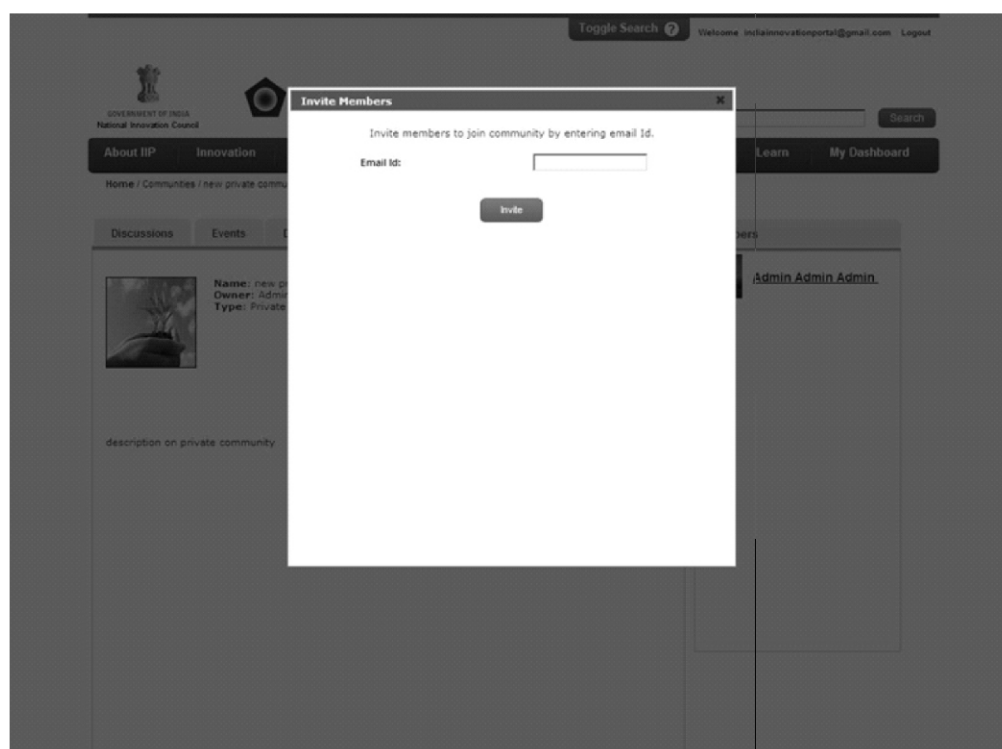 Toggle Search ?
Welcome indiainnovationportal@gmail.com Logout
GOVERNMENT OF INDIA
National Innovation Council
Search
About IIP Innovation Learn My Dashboard
Home / Communities / new private commu
Invite Members
Invite members to join community by entering email Id.
Email Id:
Invite
Discussions Events
Name: new p
Owner: Admi
Type: Private
description on private community
bers
Admin Admin Admin